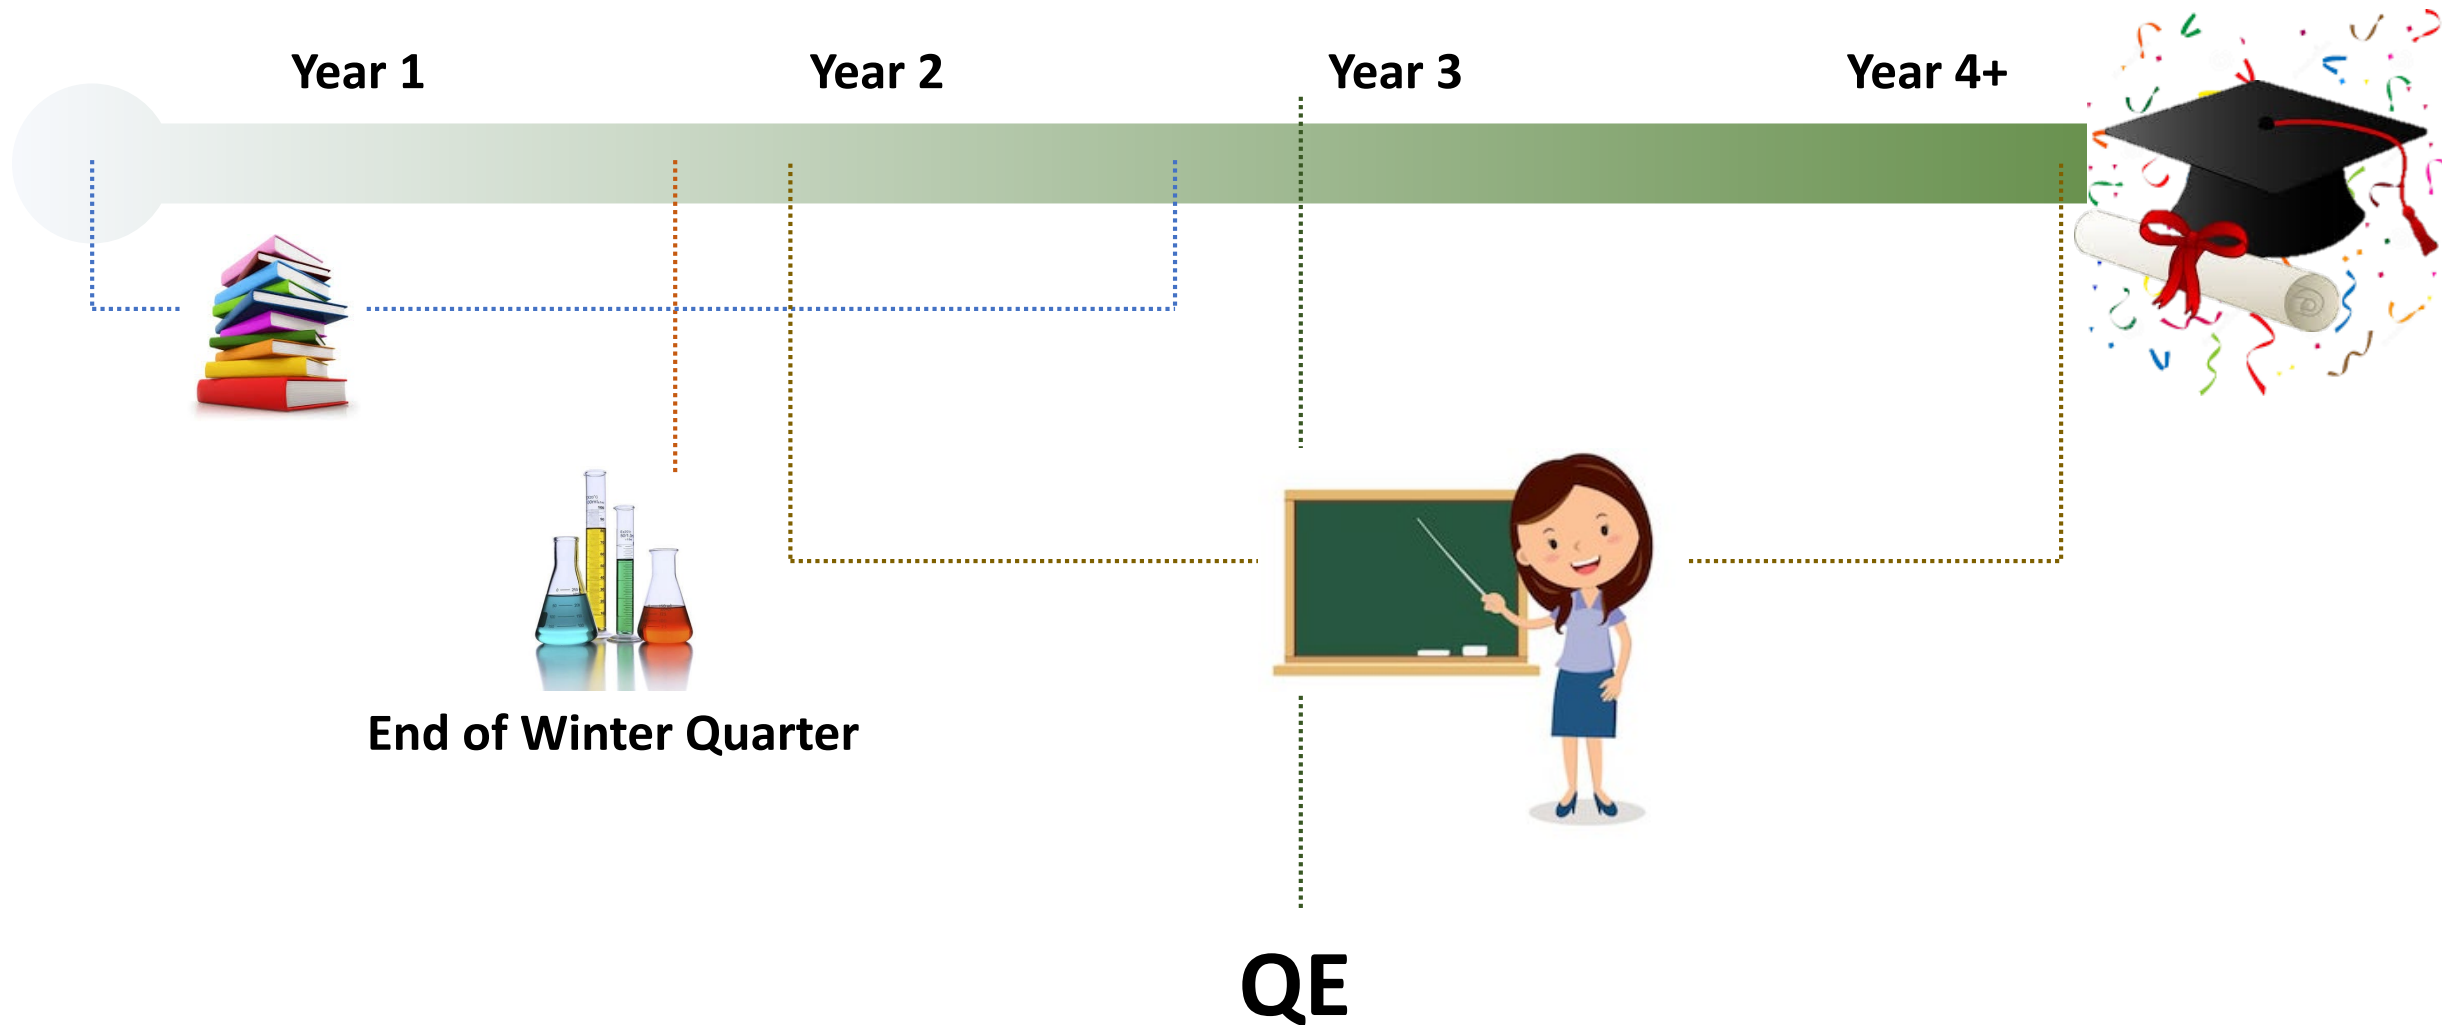 Year 1
Year 2
Year 3
Year 4+
End of Winter Quarter
QE